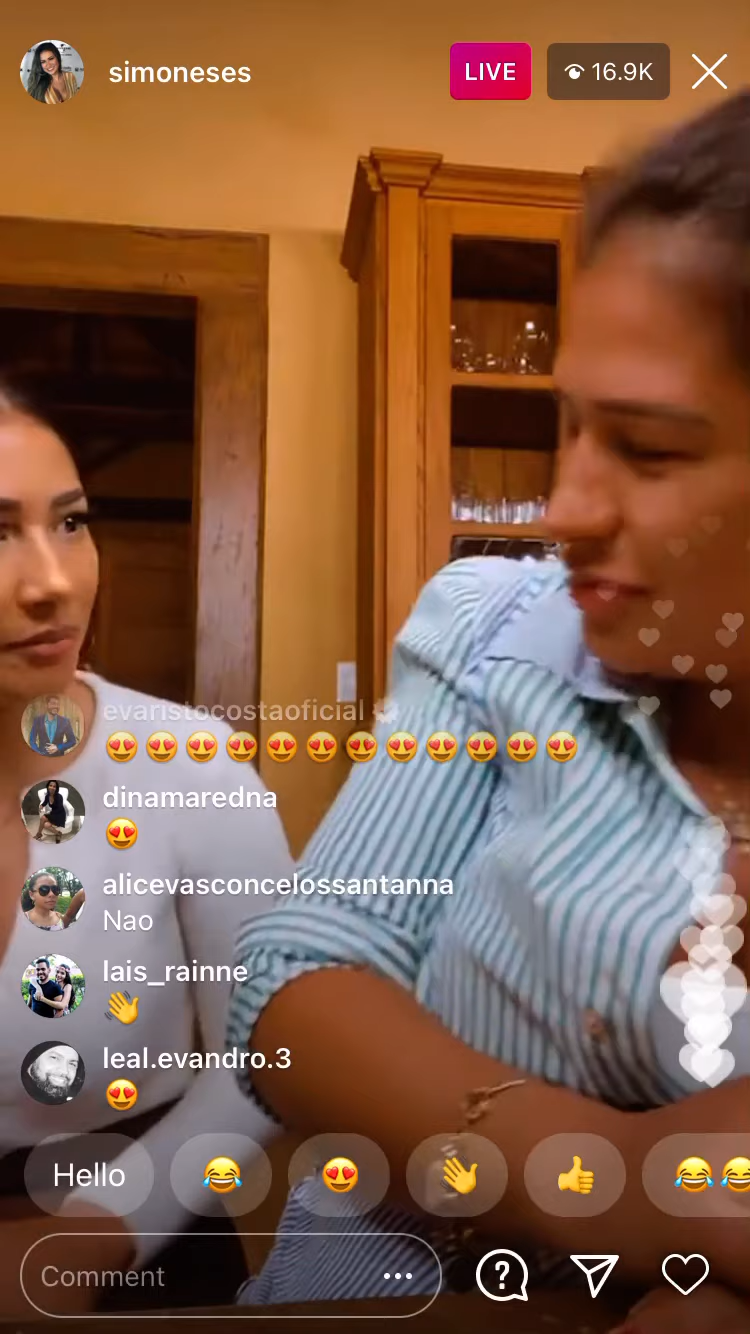 simoneses
LIVE
16.9K
evaristocostaoficial
😍😍😍😍😍😍😍😍😍😍😍😍
dinamaredna
😍
alicevasconcelossantanna
Nao
lais_rainne
👋
leal.evandro.3
😍
Hello 😂 😍 👋 👍 😂😂
Comment